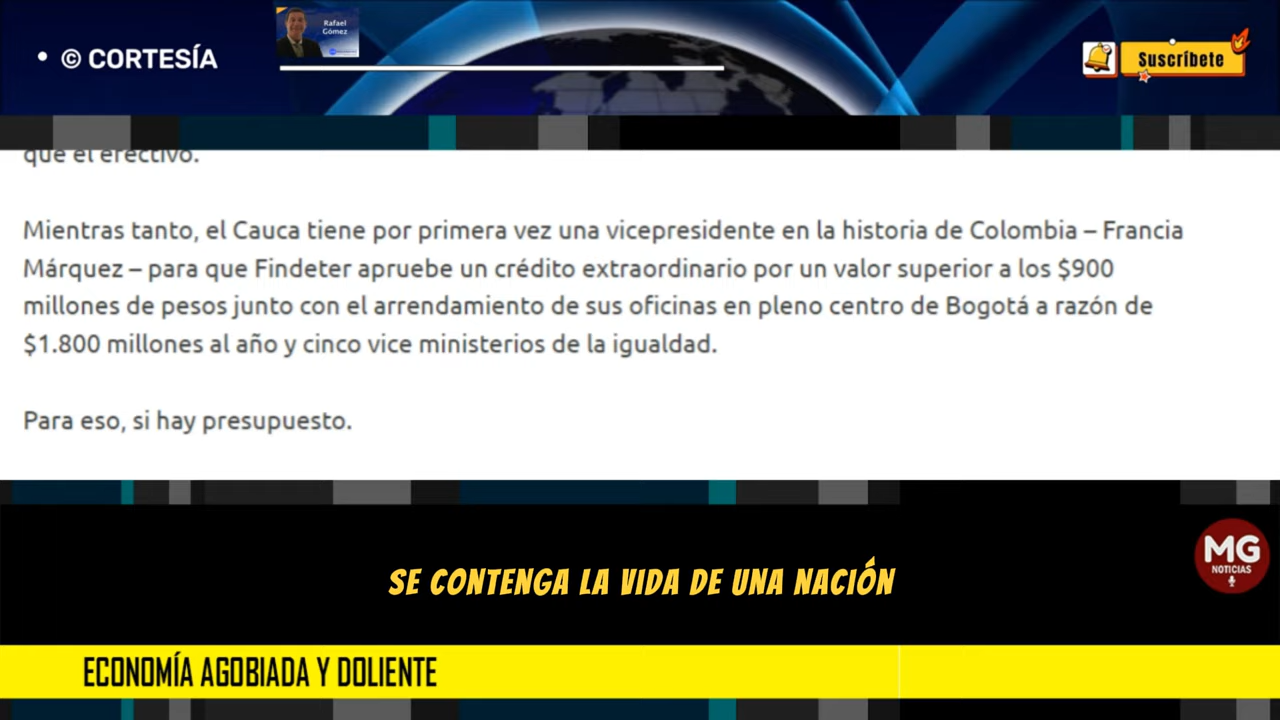 • © CORTESÍA
Rafael
Gómez
Suscríbete
que el efectivo.
Mientras tanto, el Cauca tiene por primera vez una vicepresidente en la historia de Colombia – Francia
Márquez – para que Findeter apruebe un crédito extraordinario por un valor superior a los $900
millones de pesos junto con el arrendamiento de sus oficinas en pleno centro de Bogotá a razón de
$1.800 millones al año y cinco vice ministerios de la igualdad.
Para eso, si hay presupuesto.
SE CONTENGA LA VIDA DE UNA NACIÓN
MG
NOTICIAS
ECONOMÍA AGOBIADA Y DOLIENTE